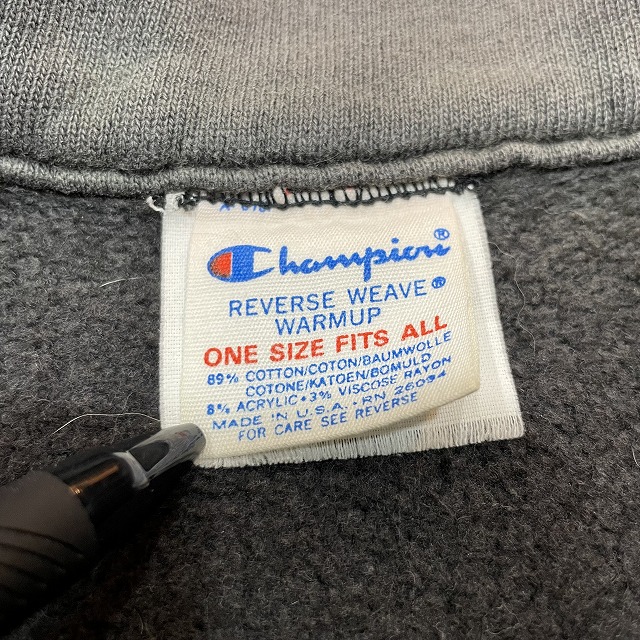 Champion®
REVERSE WEAVE®
WARMUP
ONE SIZE FITS ALL
89% COTTON/COTON/BAUMWOLLE
COTONE/KATOEN/BOMULD
8% ACRYLIC • 3% VISCOSE RAYON
MADE IN U.S.A. • RN 26094
FOR CARE SEE REVERSE